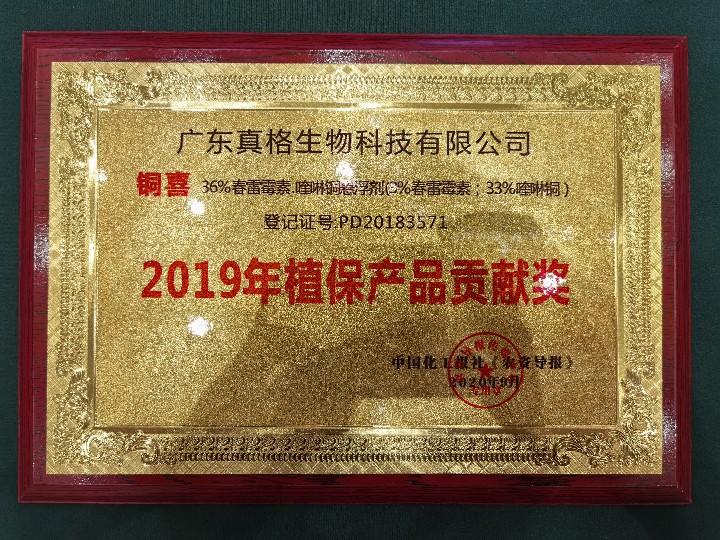 广东真格生物科技有限公司
铜喜 36%春雷霉素.喹啉铜悬浮剂(3%春雷霉素；33%喹啉铜）
登记证号:PD20183571
2019年植保产品贡献奖
中国化工报社《农资导报》
2020年9月